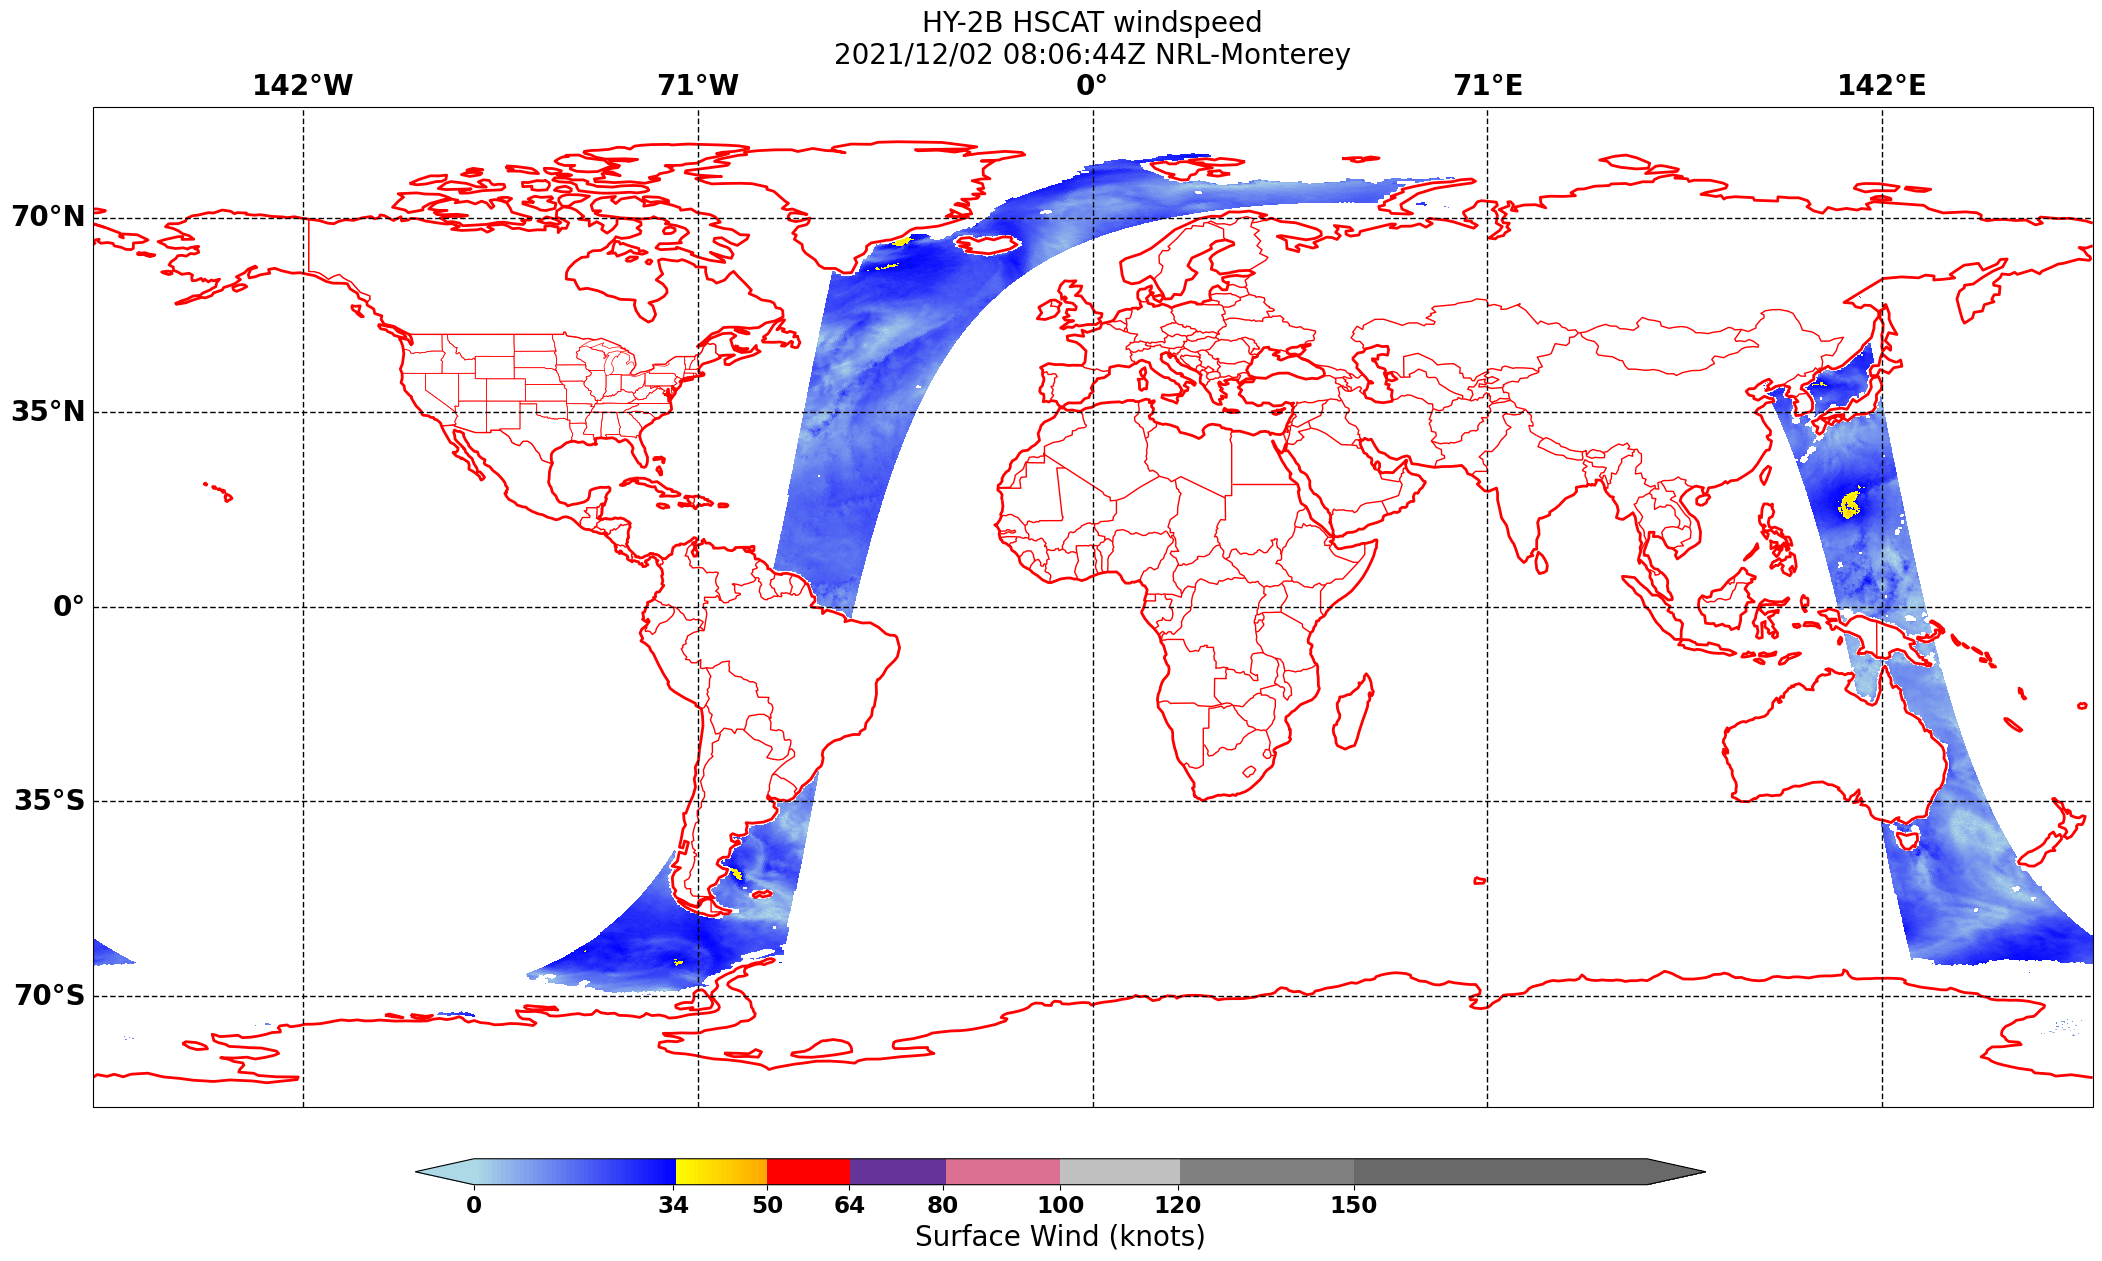 HY-2B HSCAT windspeed
2021/12/02 08:06:44Z NRL-Monterey
142°W 71°W 0° 71°E 142°E
70°N
35°N
0°
35°S
70°S
0 34 50 64 80 100 120 150
Surface Wind (knots)